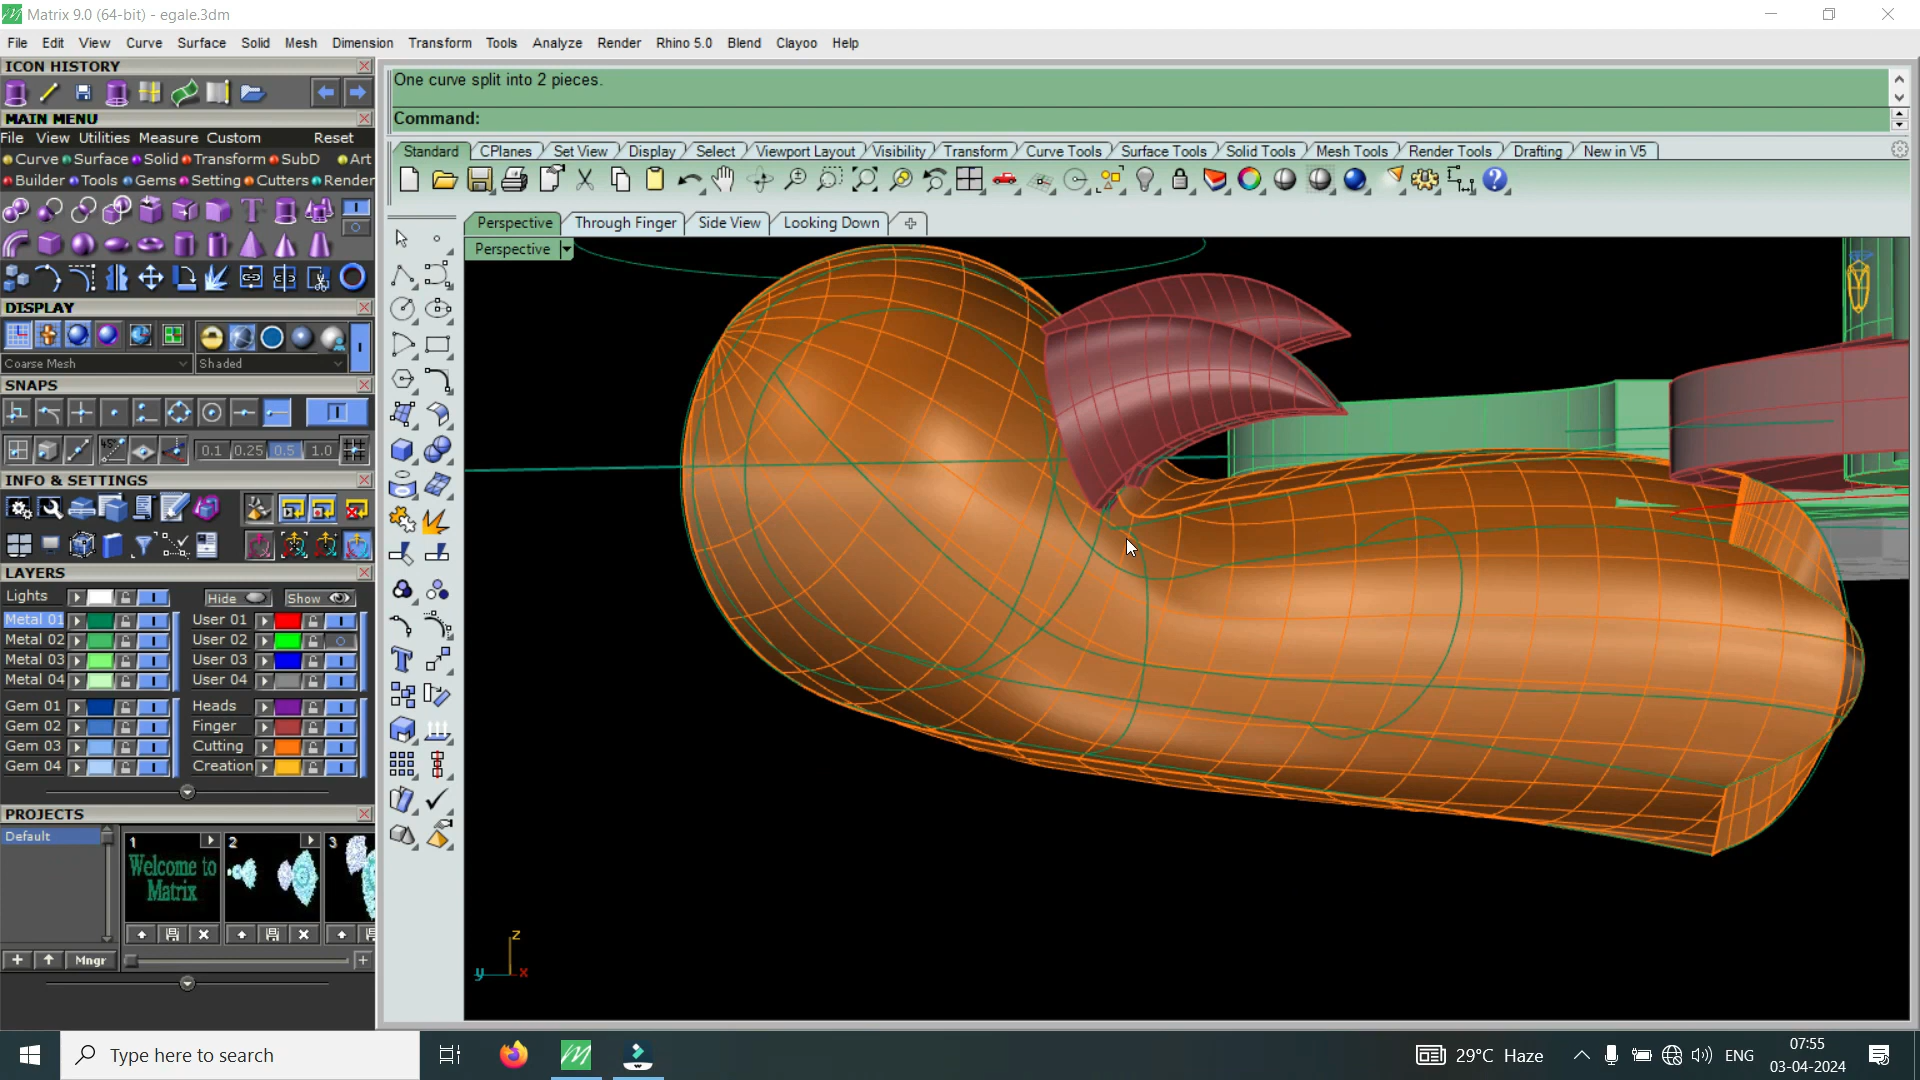 Matrix 9.0 (64-bit) - egale.3dm
File Edit View Curve Surface Solid Mesh Dimension Transform Tools Analyze Render Rhino 5.0 Blend Clayoo Help
ICON HISTORY
One curve split into 2 pieces.
Command:
MAIN MENU
File View Utilities Measure Custom Reset
Curve Surface Solid Transform SubD Art
Builder Tools Gems Setting Cutters Render
Standard CPlanes Set View Display Select Viewport Layout Visibility Transform Curve Tools Surface Tools Solid Tools Mesh Tools Render Tools Drafting New in V5
Perspective Through Finger Side View Looking Down
Perspective
DISPLAY
Coarse Mesh Shaded
SNAPS
0.1 0.25 0.5 1.0
INFO & SETTINGS
LAYERS
Lights Hide Show
Metal 01 User 01
Metal 02 User 02
Metal 03 User 03
Metal 04 User 04
Gem 01 Heads
Gem 02 Finger
Gem 03 Cutting
Gem 04 Creation
PROJECTS
Default
1 2 3
Welcome to
Matrix
Mngr
z
y x
Type here to search
29°C Haze
ENG
07:55
03-04-2024